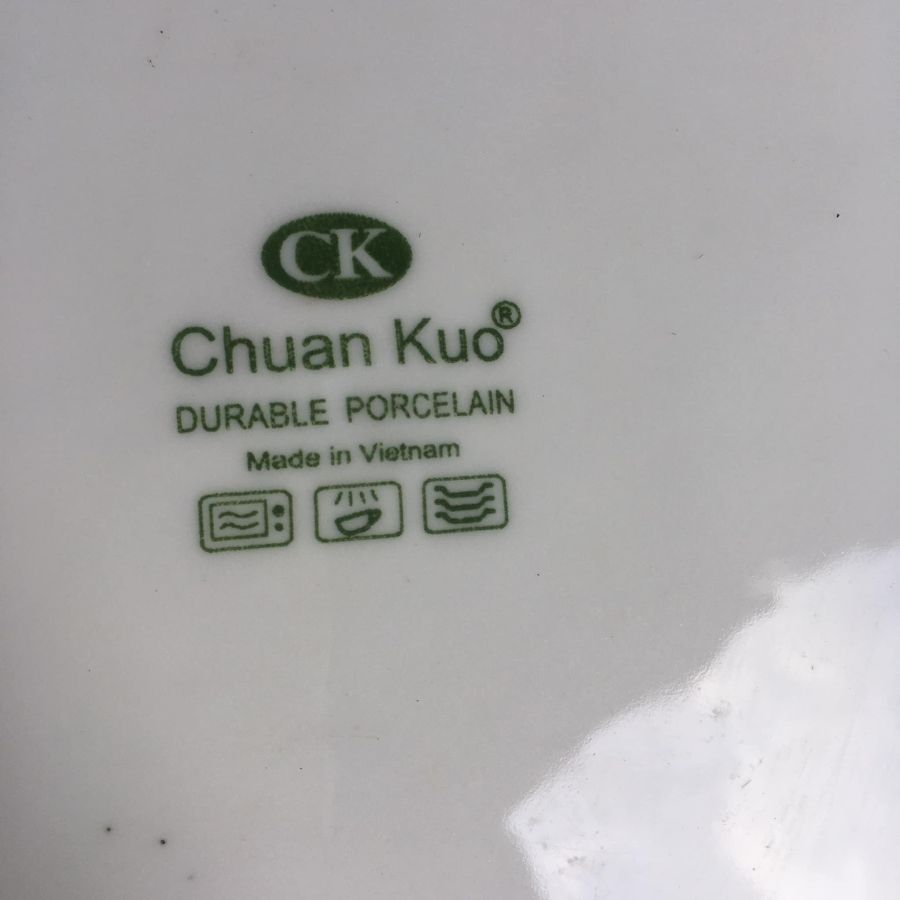 CK
Chuan Kuo®
DURABLE PORCELAIN
Made in Vietnam